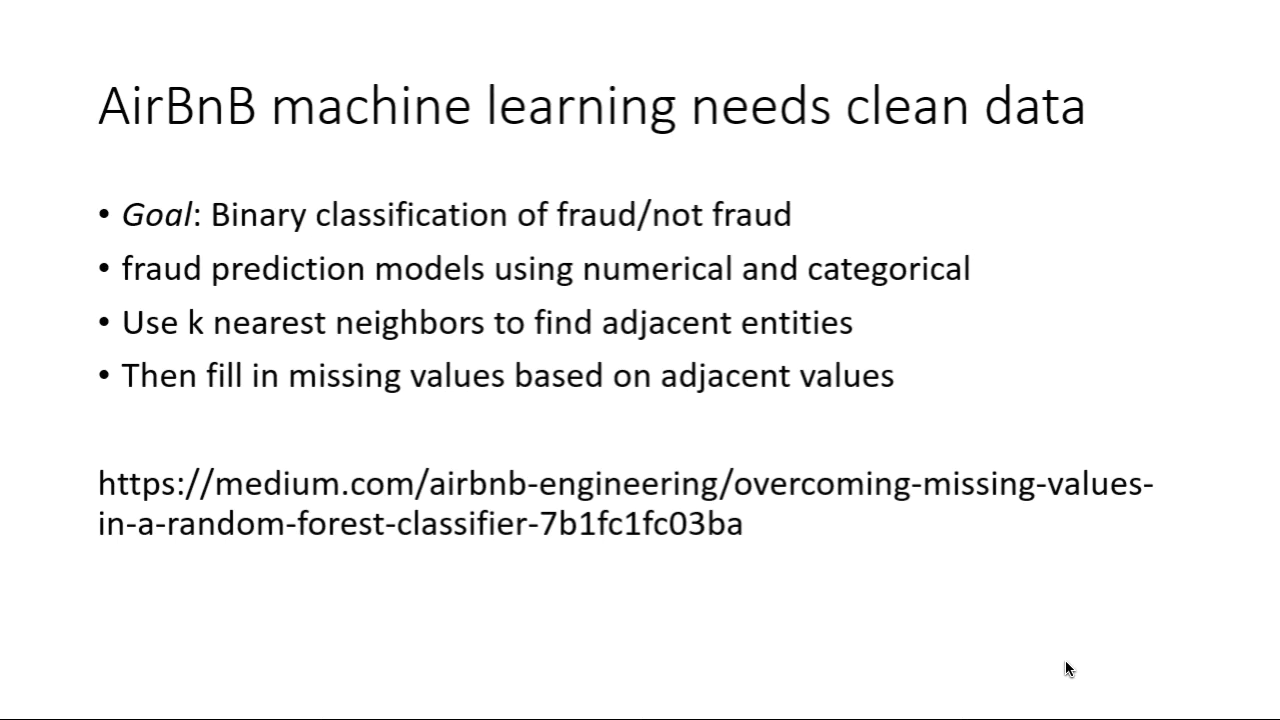 AirBnB machine learning needs clean data
• Goal: Binary classification of fraud/not fraud
• fraud prediction models using numerical and categorical
• Use k nearest neighbors to find adjacent entities
• Then fill in missing values based on adjacent values
https://medium.com/airbnb-engineering/overcoming-missing-values-
in-a-random-forest-classifier-7b1fc1fc03ba